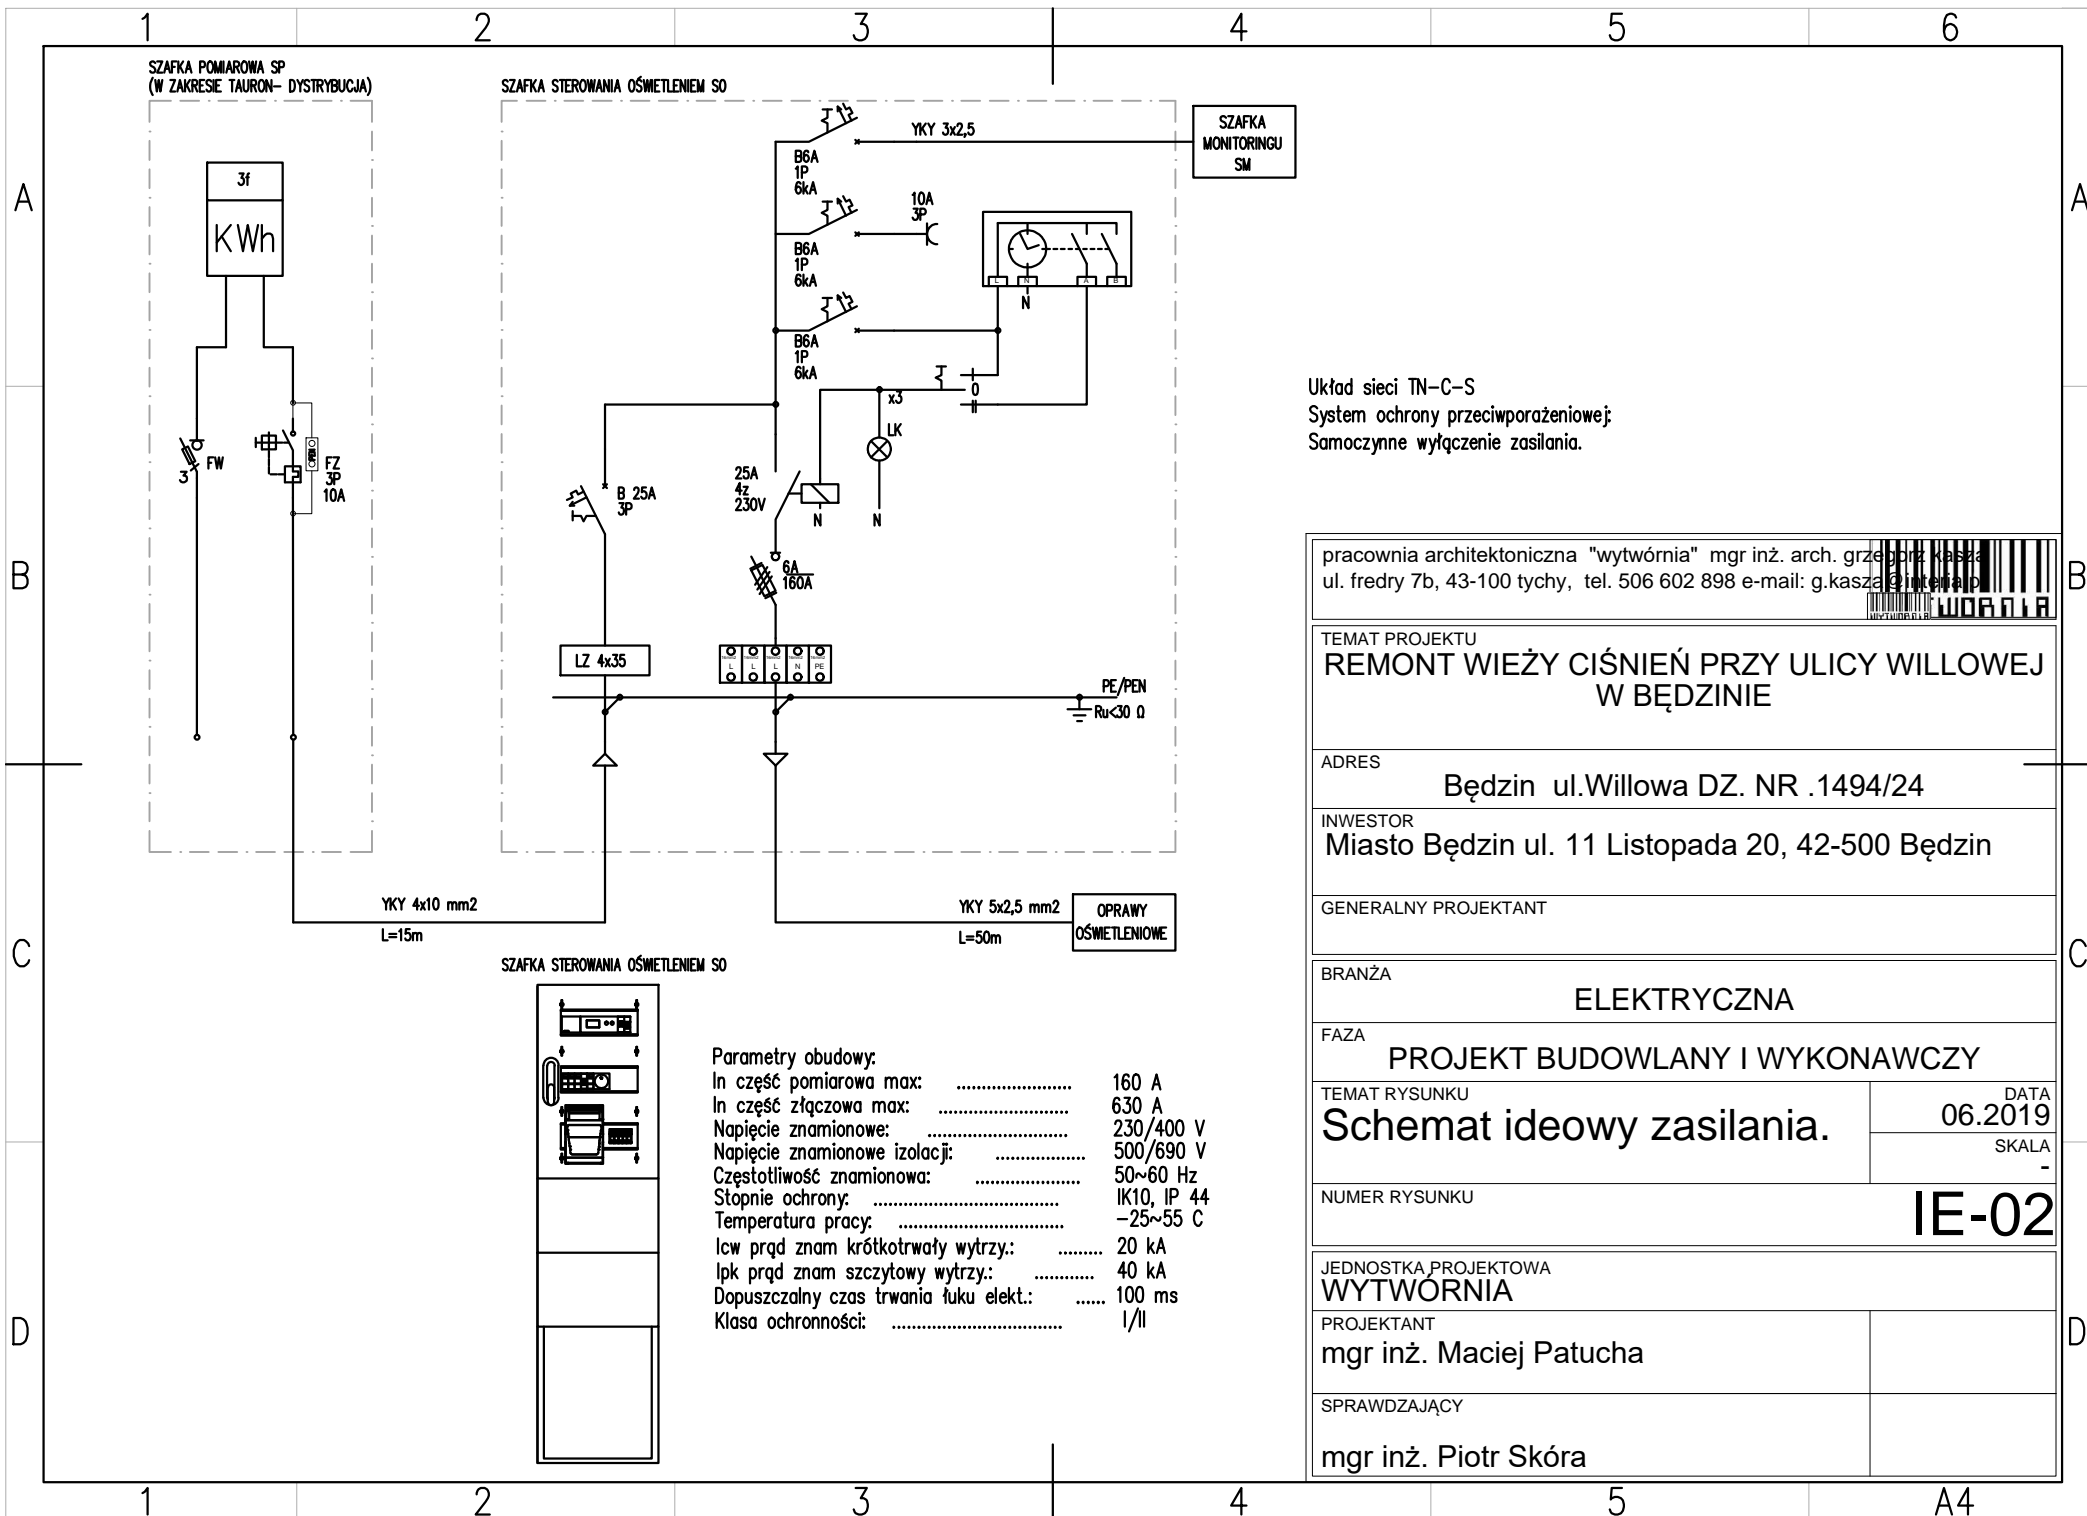 1 2 3 4 5 6
A
B
C
D
SZAFKA POMIAROWA SP
(W ZAKRESIE TAURON- DYSTRYBUCJA)
3f
KWh
FW
3
PEN
FZ
3P
10A
SZAFKA STEROWANIA OŚWIETLENIEM SO
B6A
1P
6kA
YKY 3x2,5
SZAFKA
MONITORINGU
SM
B6A
1P
6kA
10A
3P
L N A B
N
B6A
1P
6kA
I
0
II
x3
LK
N
N
25A
4z
230V
B 25A
3P
6A
160A
LZ 4x35
L L L N PE
PE/PEN
Ru<30 Ω
YKY 4x10 mm2
L=15m
YKY 5x2,5 mm2
L=50m
OPRAWY
OŚWIETLENIOWE
SZAFKA STEROWANIA OŚWIETLENIEM SO
Parametry obudowy:
In część pomiarowa max: ...................... 160 A
In część złączowa max: ......................... 630 A
Napięcie znamionowe: ........................... 230/400 V
Napięcie znamionowe izolacji: ................. 500/690 V
Częstotliwość znamionowa: .................... 50~60 Hz
Stopnie ochrony: .................................... IK10, IP 44
Temperatura pracy: ................................ -25~55 C
Icw prąd znam krótkotrwały wytrzy.: ......... 20 kA
Ipk prąd znam szczytowy wytrzy.: ............ 40 kA
Dopuszczalny czas trwania łuku elekt.: ...... 100 ms
Klasa ochronności: ................................. I/II
Układ sieci TN-C-S
System ochrony przeciwporażeniowej:
Samoczynne wyłączenie zasilania.
pracownia architektoniczna "wytwórnia" mgr inż. arch. grzegorz kasza
ul. fredry 7b, 43-100 tychy, tel. 506 602 898 e-mail: g.kasza@interia.pl
TEMAT PROJEKTU
REMONT WIEŻY CIŚNIEŃ PRZY ULICY WILLOWEJ
W BĘDZINIE
ADRES
Będzin ul.Willowa DZ. NR .1494/24
INWESTOR
Miasto Będzin ul. 11 Listopada 20, 42-500 Będzin
GENERALNY PROJEKTANT
BRANŻA
ELEKTRYCZNA
FAZA
PROJEKT BUDOWLANY I WYKONAWCZY
TEMAT RYSUNKU
Schemat ideowy zasilania.
DATA
06.2019
SKALA
-
NUMER RYSUNKU
IE-02
JEDNOSTKA PROJEKTOWA
WYTWÓRNIA
PROJEKTANT
mgr inż. Maciej Patucha
SPRAWDZAJĄCY
mgr inż. Piotr Skóra
A
B
C
D
1 2 3 4 5 A4